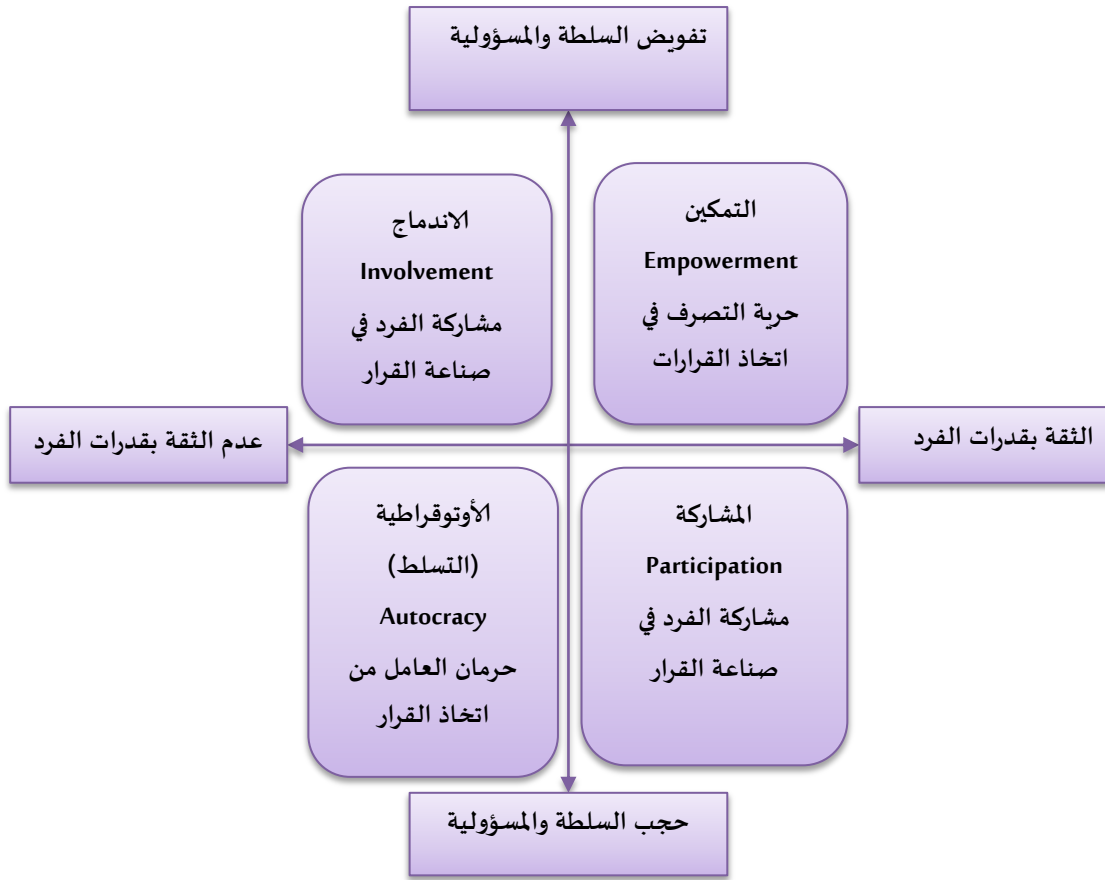 تفويض السلطة والمسؤولية
التمكين
Empowerment
حرية التصرف في
اتخاذ القرارات
الاندماج
Involvement
مشاركة الفرد في
صناعة القرار
الثقة بقدرات الفرد
عدم الثقة بقدرات الفرد
المشاركة
Participation
مشاركة الفرد في
صناعة القرار
الأوتوقراطية
(التسلط)
Autocracy
حرمان العامل من
اتخاذ القرار
حجب السلطة والمسؤولية